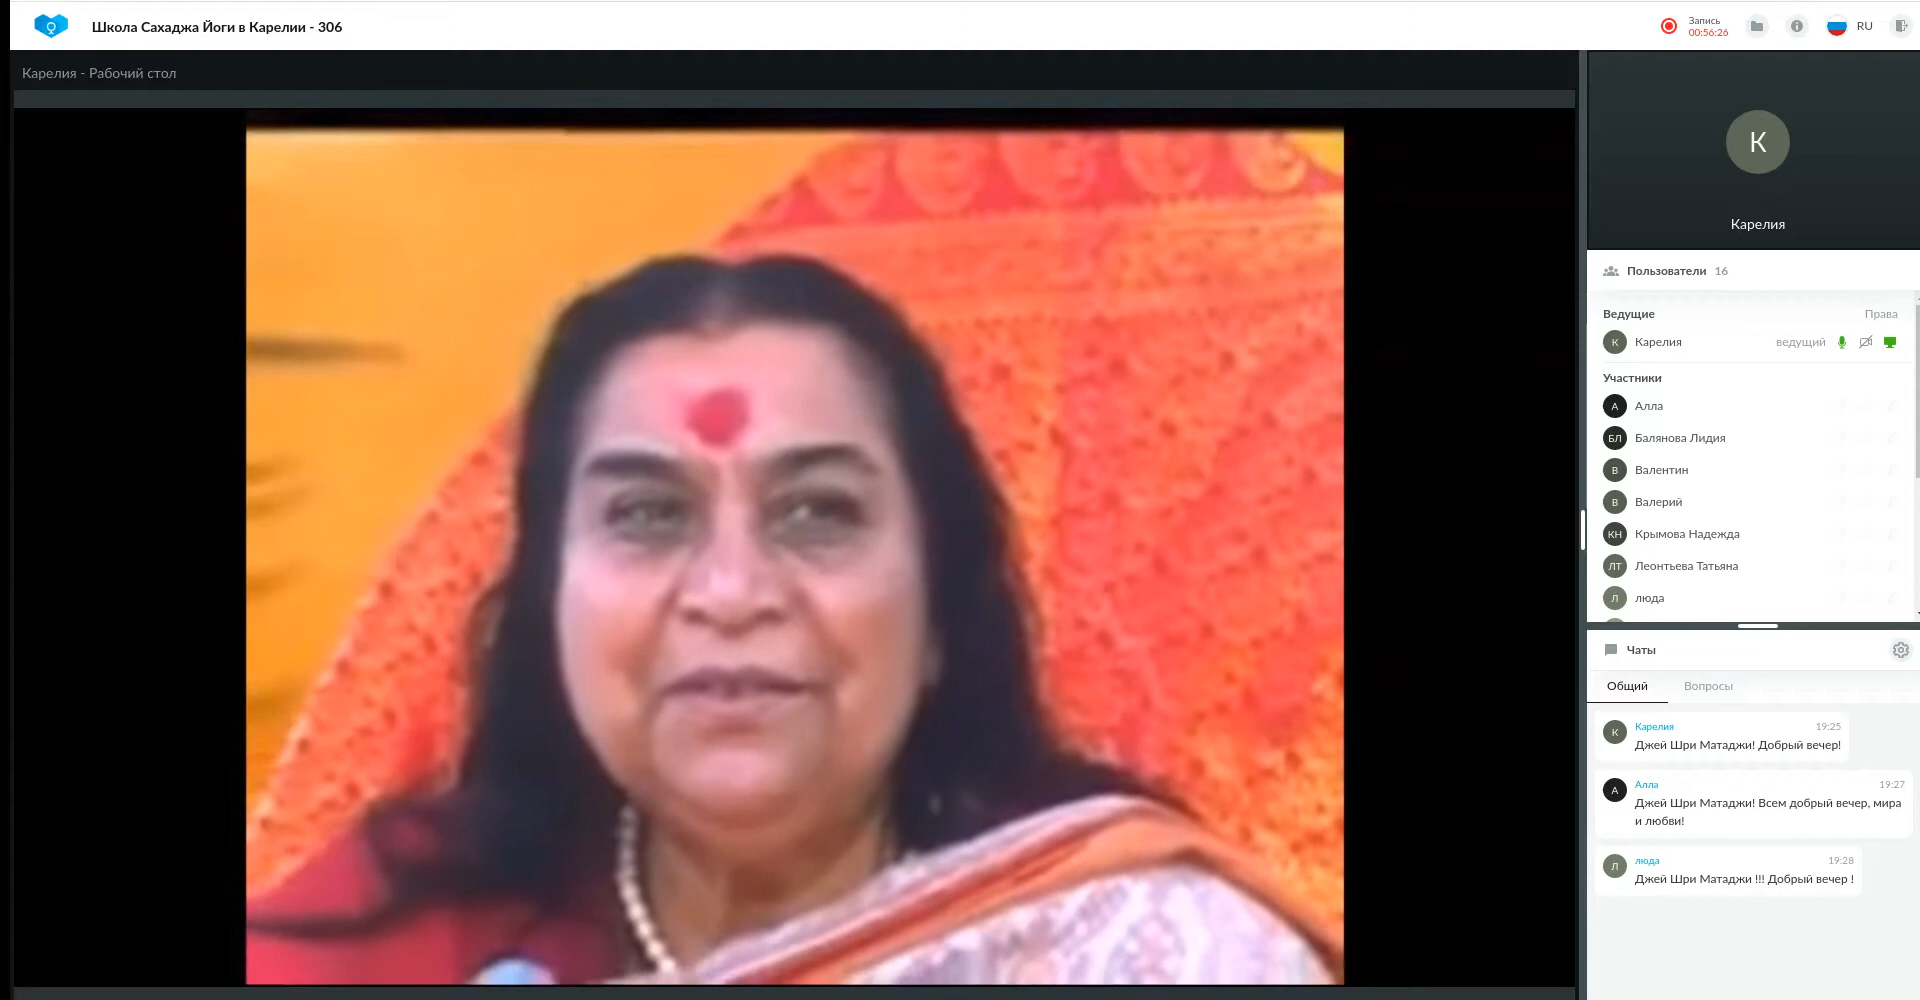 Школа Сахаджа Йоги в Карелии - 306
Запись
00:56:26
RU
Карелия - Рабочий стол
К
Карелия
Пользователи 16
Ведущие Права
К Карелия ведущий
Участники
А Алла
БЛ Балянова Лидия
В Валентин
В Валерий
КН Крымова Надежда
ЛТ Леонтьева Татьяна
Л люда
Чаты
Общий Вопросы
К Карелия 19:25
Джей Шри Матаджи! Добрый вечер!
А Алла 19:27
Джей Шри Матаджи! Всем добрый вечер, мира
и любви!
Л люда 19:28
Джей Шри Матаджи !!! Добрый вечер !